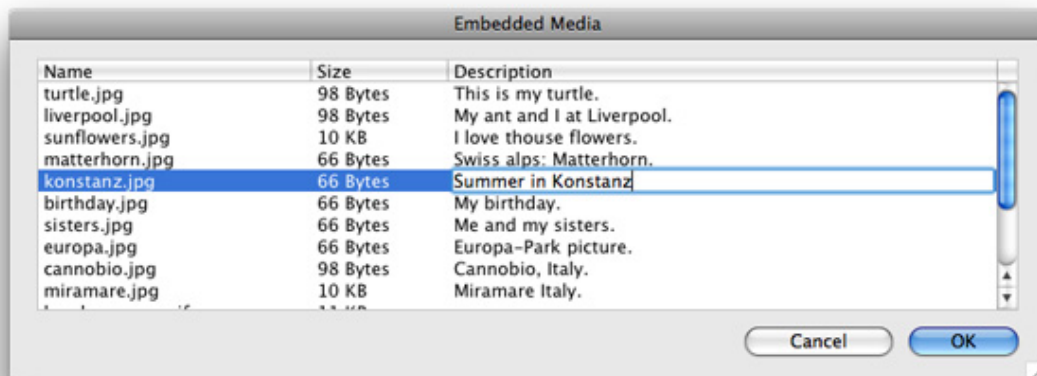 Embedded Media
Name Size Description
turtle.jpg 98 Bytes This is my turtle.
liverpool.jpg 98 Bytes My ant and I at Liverpool.
sunflowers.jpg 10 KB I love thouse flowers.
matterhorn.jpg 66 Bytes Swiss alps: Matterhorn.
konstanz.jpg 66 Bytes Summer in Konstanz
birthday.jpg 66 Bytes My birthday.
sisters.jpg 66 Bytes Me and my sisters.
europa.jpg 66 Bytes Europa-Park picture.
cannobio.jpg 98 Bytes Cannobio, Italy.
miramare.jpg 10 KB Miramare Italy.
Cancel OK